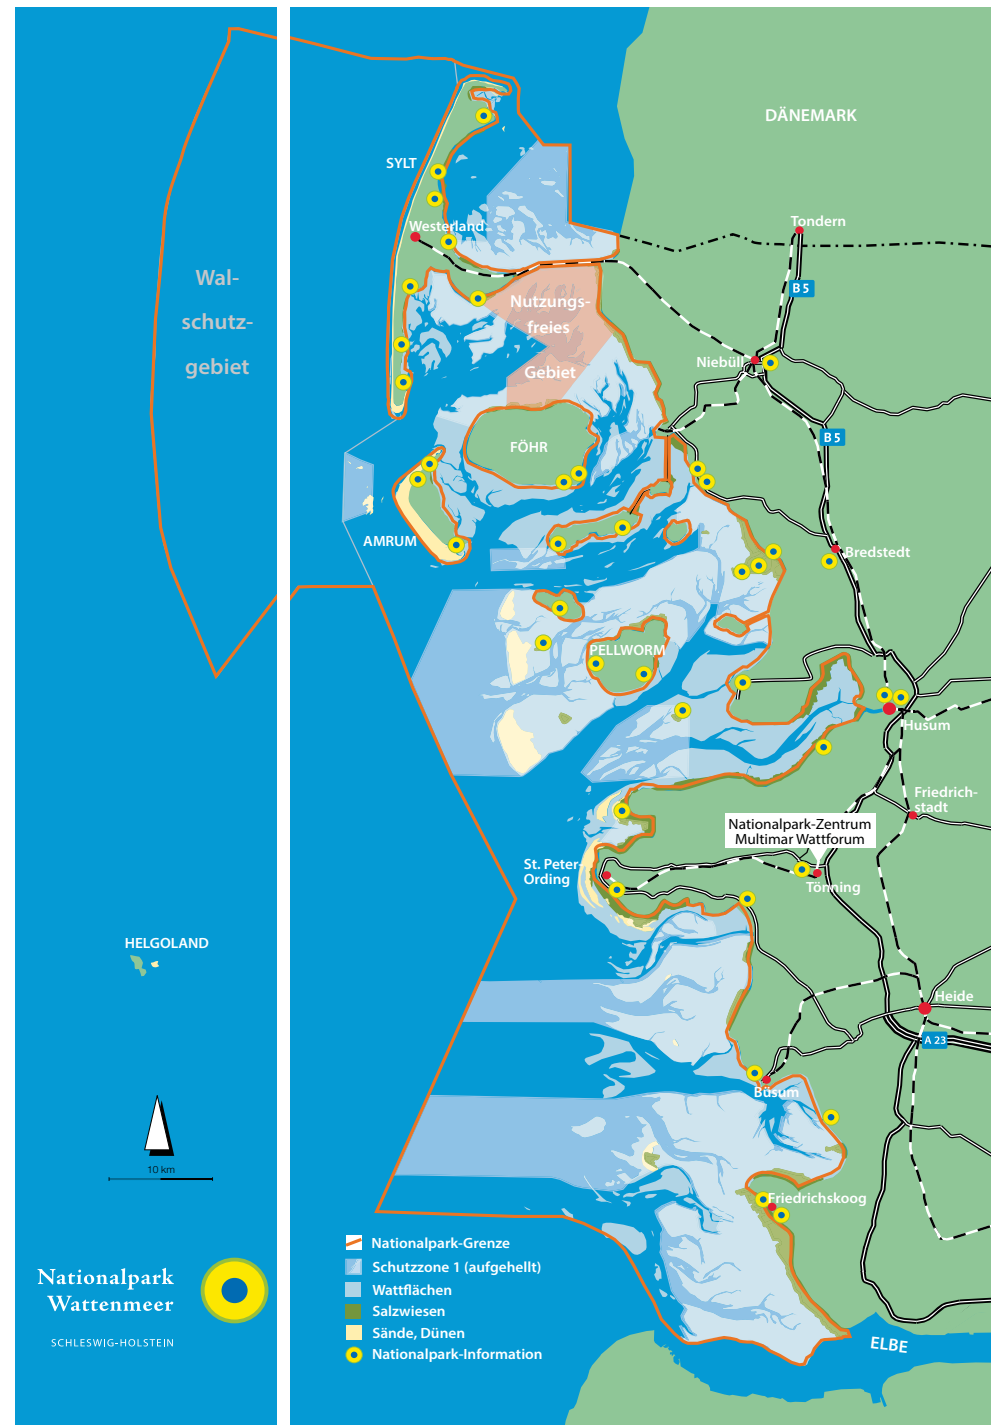 DÄNEMARK
SYLT
Westerland
Tondern
B 5
Wal-
schutz-
gebiet
Nutzungs-
freies
Gebiet
Niebüll
B 5
FÖHR
AMRUM
Bredstedt
PELLWORM
Husum
Friedrich-
stadt
Nationalpark-Zentrum
Multimar Wattforum
St. Peter-
Ording
Tönning
HELGOLAND
Heide
A 23
Büsum
10 km
Friedrichskoog
Nationalpark
Wattenmeer
SCHLESWIG-HOLSTEIN
Nationalpark-Grenze
Schutzzone 1 (aufgehellt)
Wattflächen
Salzwiesen
Sände, Dünen
Nationalpark-Information
ELBE